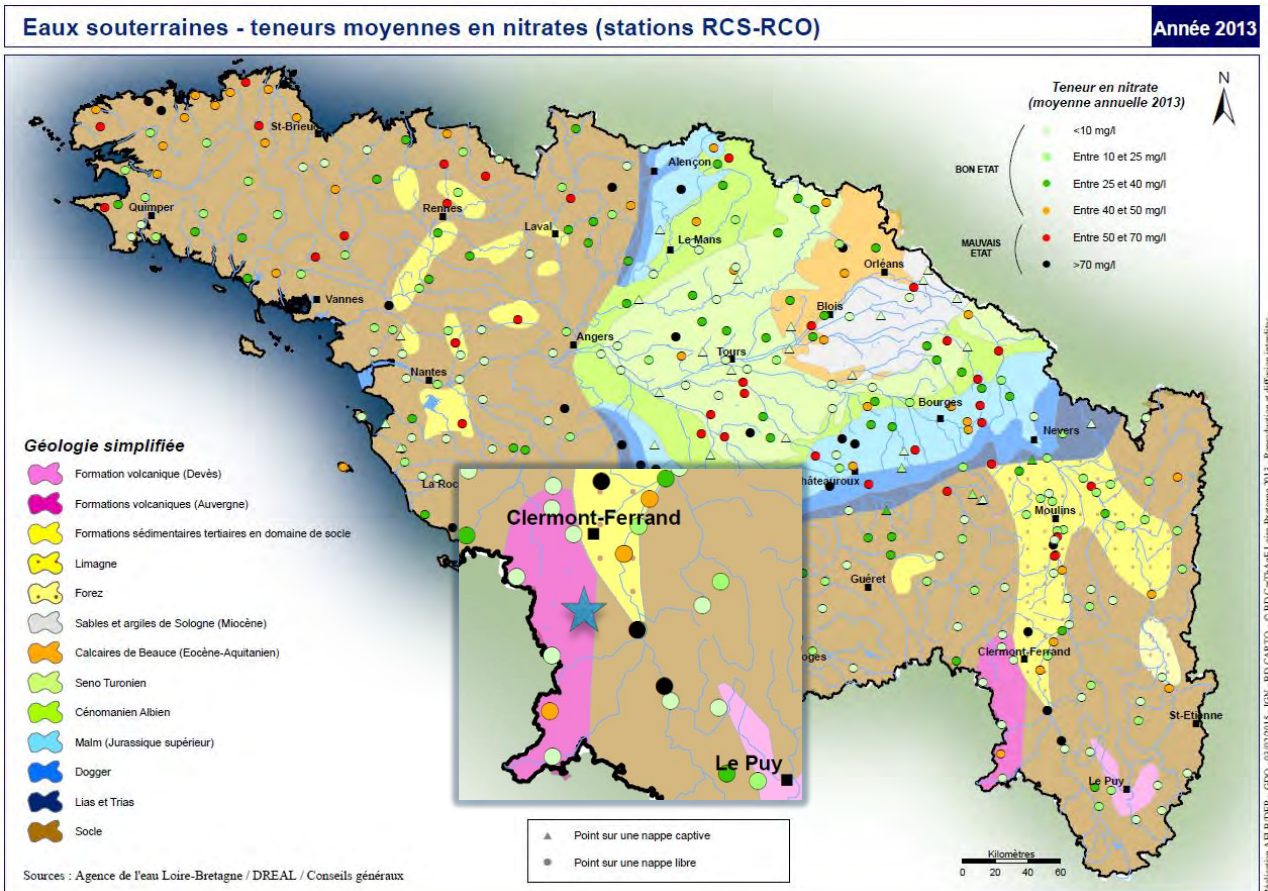 Eaux souterraines - teneurs moyennes en nitrates (stations RCS-RCO)
Année 2013
Teneur en nitrate
(moyenne annuelle 2013)
<10 mg/l
Entre 10 et 25 mg/l
BON ETAT
Entre 25 et 40 mg/l
Entre 40 et 50 mg/l
MAUVAIS
ETAT
Entre 50 et 70 mg/l
>70 mg/l
N
St-Brieuc
Alençon
Quimper
Rennes
Laval
Le Mans
Orléans
Vannes
Blois
Angers
Tours
Nantes
Bourges
Nevers
La Roc
hâteauroux
Moulins
Guéret
oges
Clermont-Ferrand
St-Etienne
Le Puy
Clermont-Ferrand
Le Puy
Géologie simplifiée
Formation volcanique (Devès)
Formations volcaniques (Auvergne)
Formations sédimentaires tertiaires en domaine de socle
Limagne
Forez
Sables et argiles de Sologne (Miocène)
Calcaires de Beauce (Eocène-Aquitanien)
Seno Turonien
Cénomanien Albien
Malm (Jurassique supérieur)
Dogger
Lias et Trias
Socle
Point sur une nappe captive
Point sur une nappe libre
Kilomètres
0 20 40 60
Sources : Agence de l'eau Loire-Bretagne / DREAL / Conseils généraux